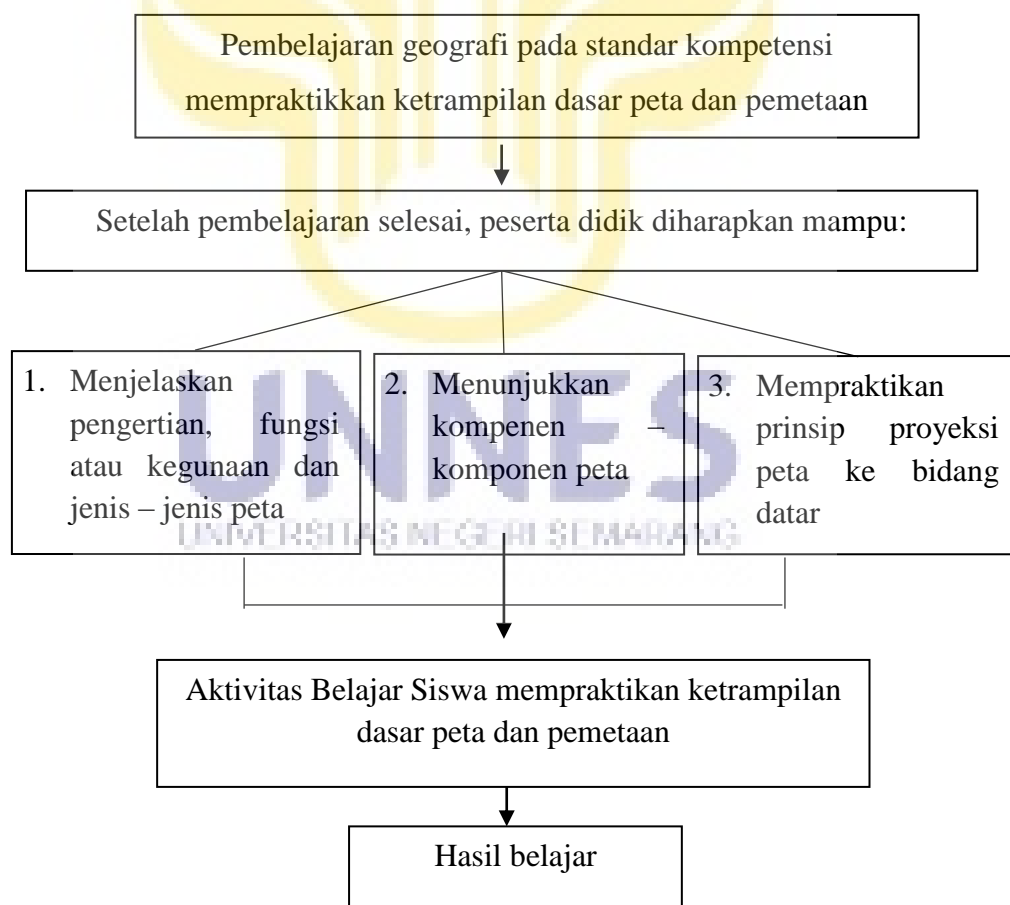 Pembelajaran geografi pada standar kompetensi
mempraktikkan ketrampilan dasar peta dan pemetaan
Setelah pembelajaran selesai, peserta didik diharapkan mampu:
1. Menjelaskan
pengertian, fungsi
atau kegunaan dan
jenis – jenis peta
2. Menunjukkan
kompenen –
komponen peta
3. Mempraktikan
prinsip proyeksi
peta ke bidang
datar
UNNES
UNIVERSITAS NEGERI SEMARANG
Aktivitas Belajar Siswa mempraktikan ketrampilan
dasar peta dan pemetaan
Hasil belajar